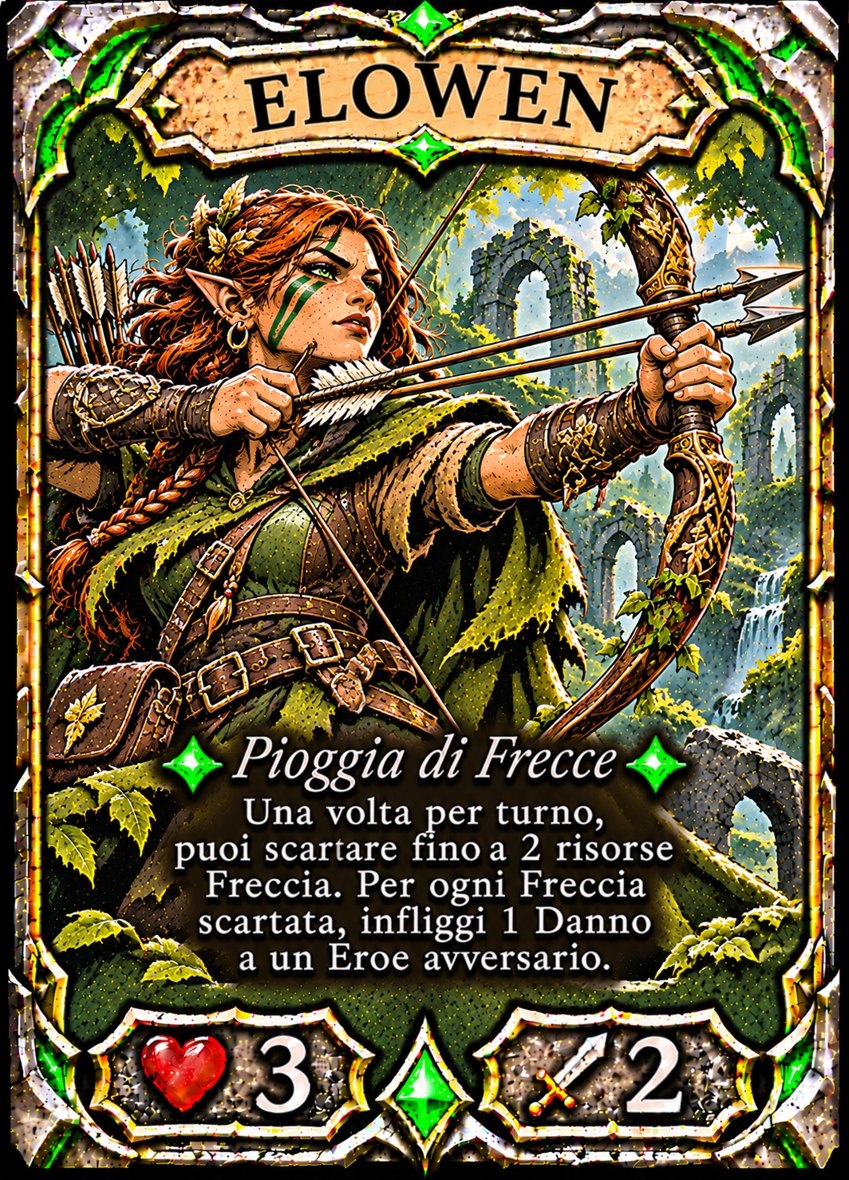 ELOWEN
Pioggia di Frecce
Una volta per turno,
puoi scartare fino a 2 risorse
Freccia. Per ogni Freccia
scartata, infliggi 1 Danno
a un Eroe avversario.
3
2